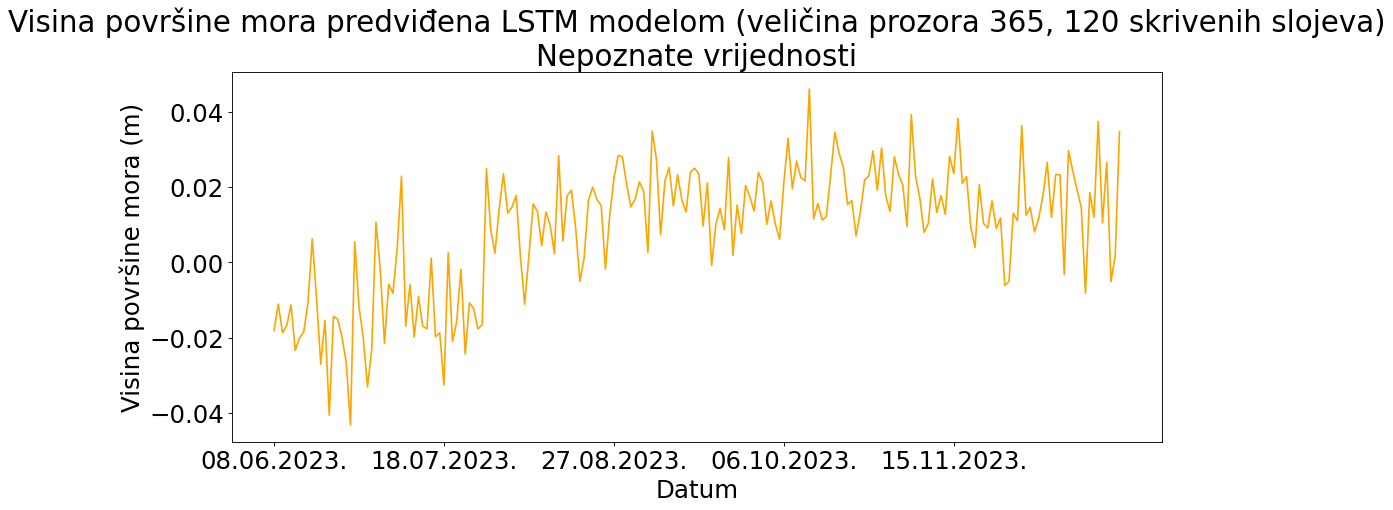 Visina površine mora predviđena LSTM modelom (veličina prozora 365, 120 skrivenih slojeva)
Nepoznate vrijednosti
Visina površine mora (m)
0.04
0.02
0.00
−0.02
−0.04
08.06.2023. 18.07.2023. 27.08.2023. 06.10.2023. 15.11.2023.
Datum